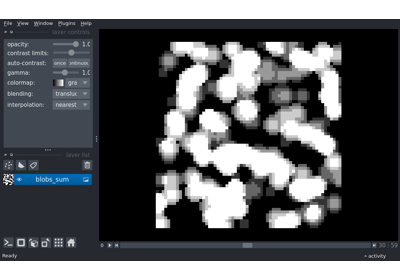 File View Window Plugins Help
layer controls
opacity: 1.0
contrast limits:
auto-contrast: once
gamma: 1.0
colormap: gra
blending: translu
interpolation: nearest
layer list
blobs_sum
0 30 59
Ready activity